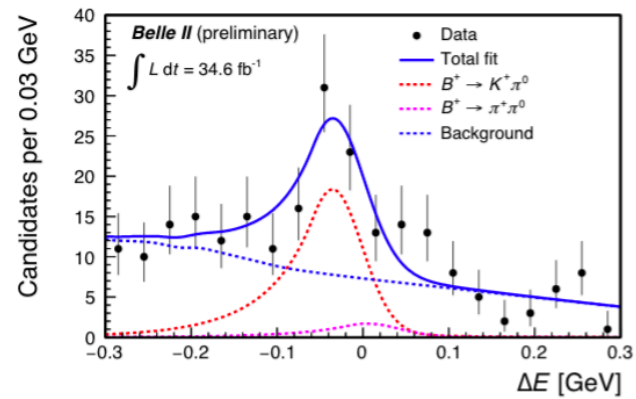 Belle II (preliminary)
∫ L dt = 34.6 fb⁻¹
Data
Total fit
B⁺ → K⁺π⁰
B⁺ → π⁺π⁰
Background
Candidates per 0.03 GeV
40
35
30
25
20
15
10
5
0
−0.3
−0.2
−0.1
0
0.1
0.2
0.3
ΔE [GeV]